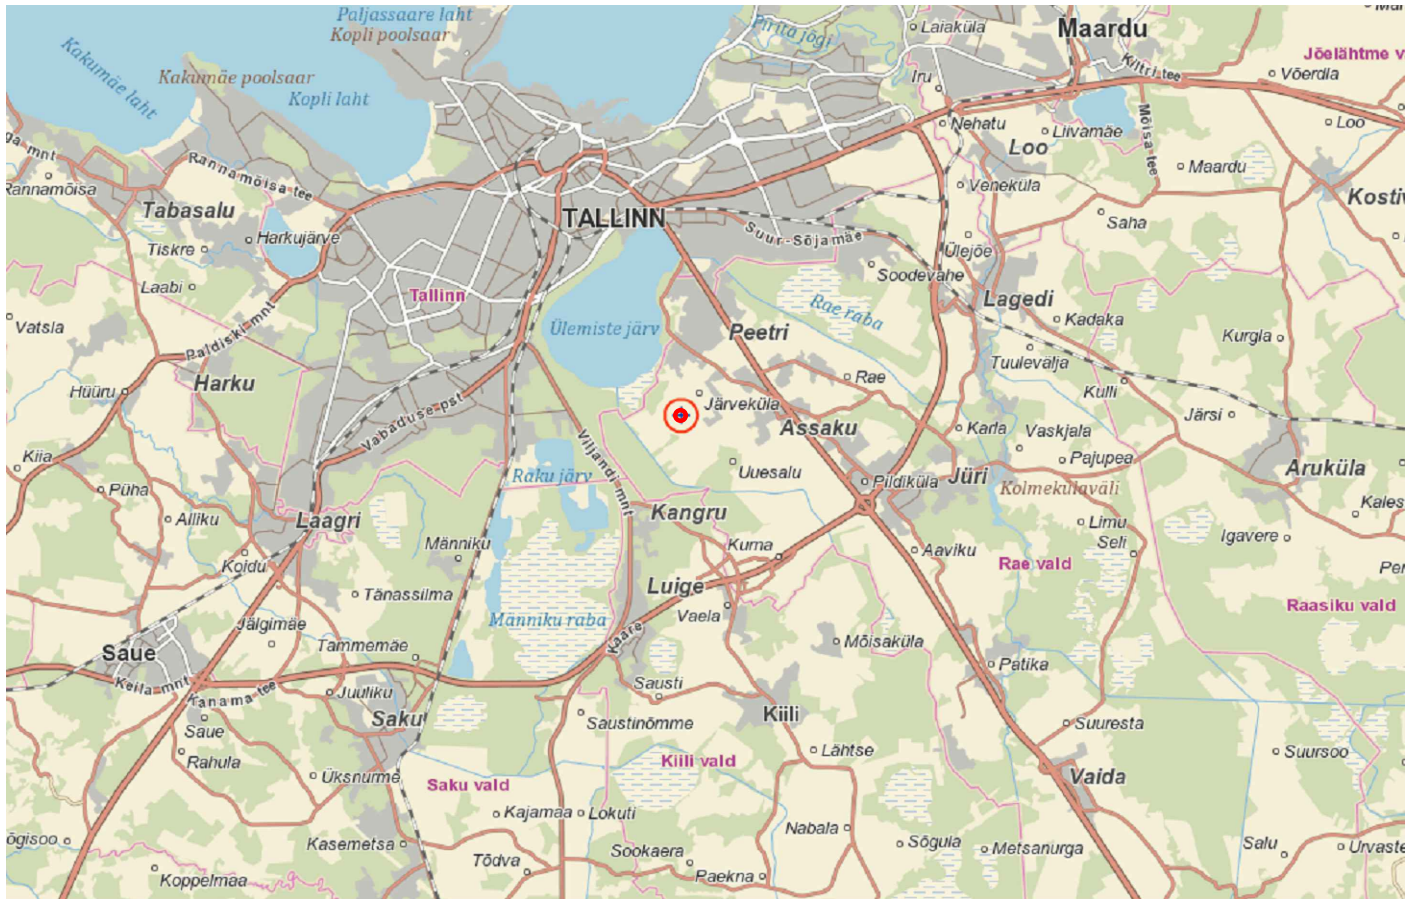 Paljassaare laht
Kopli poolsaar
Pirita jõgi
Laiaküla
Maardu
Kakumäe laht
Kakumäe poolsaar
Kopli laht
Iru
Kiltri tee
Jõelähtme v
Võerdla
Rannamõisa
Rannamõisa tee
Nehatu
Liivamäe
Loo
Mõisa tee
Loo
Maardu
Tabasalu
TALLINN
Veneküla
Kostiv
Tiskre
Harkujärve
Suur-Sõjamäe
Saha
Ülejõe
Laabi
Soodevahe
Tallinn
Rae raba
Lagedi
Vatsla
Paldiski mnt
Ülemiste järv
Peetri
Kadaka
Kurgla
Tuulevälja
Harku
Hüüru
Rae
Kulli
Järveküla
Järsi
Vabaduse pst
Assaku
Karla
Vaskjala
Viljandi mnt
Kiia
Raku järv
Uuesalu
Pajupea
Aruküla
Püha
Pildiküla
Jüri
Kolmekülaväli
Kales
Alliku
Laagri
Kangru
Limu
Seli
Igavere
Männiku
Kurna
Aaviku
Koidu
Rae vald
Luige
Tänassilma
Raasiku vald
Vaela
Männiku raba
Jälgimäe
Kaare
Mõisaküla
Saue
Tammemäe
Patika
Keila mnt
Kanama tee
Juuliku
Sausti
Saue
Saku
Saustinõmme
Kiili
Suuresta
Rahula
Lähtse
Suursoo
Kiili vald
Üksnurme
Saku vald
Vaida
Kajamaa
Lokuti
Nabala
õgisoo
Kasemetsa
Sõgula
Metsanurga
Salu
Urvaste
Sookaera
Tõdva
Paekna
Koppelmaa